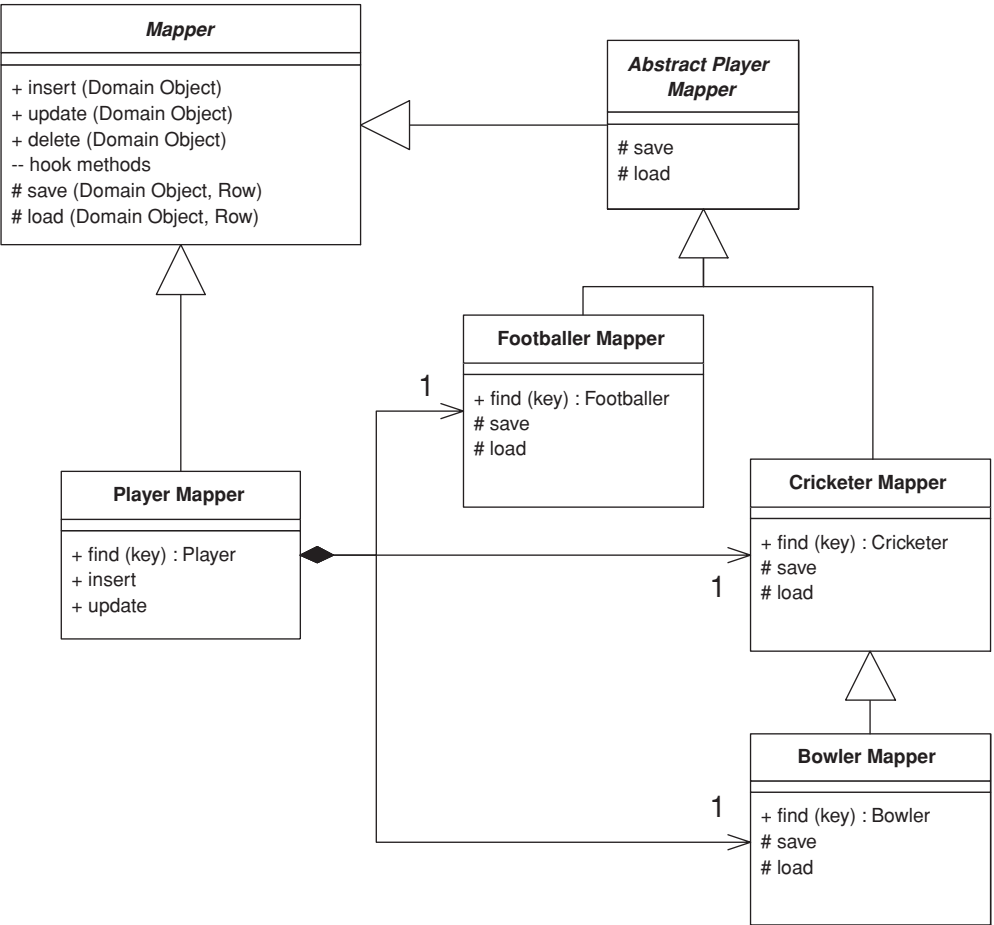 Mapper
+ insert (Domain Object)
+ update (Domain Object)
+ delete (Domain Object)
-- hook methods
# save (Domain Object, Row)
# load (Domain Object, Row)
Abstract Player
Mapper
# save
# load
Footballer Mapper
+ find (key) : Footballer
# save
# load
1
Player Mapper
+ find (key) : Player
+ insert
+ update
Cricketer Mapper
+ find (key) : Cricketer
# save
# load
1
Bowler Mapper
+ find (key) : Bowler
# save
# load
1